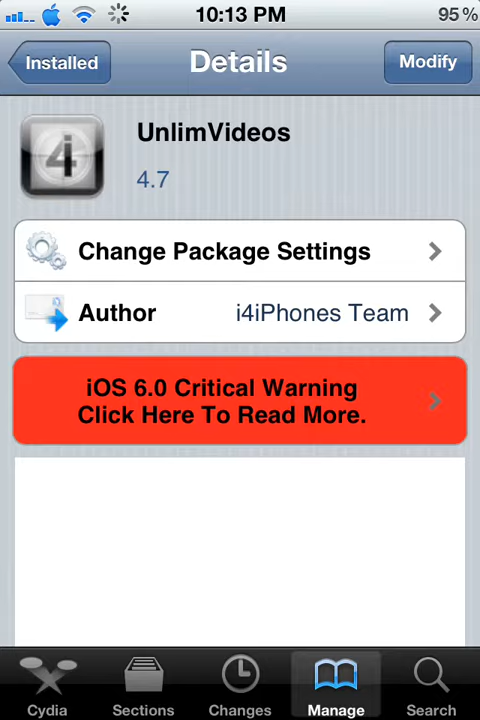 10:13 PM
95%
Installed
Details
Modify
4i
UnlimVideos
4.7
Change Package Settings
Author
i4iPhones Team
iOS 6.0 Critical Warning
Click Here To Read More.
Cydia
Sections
Changes
Manage
Search